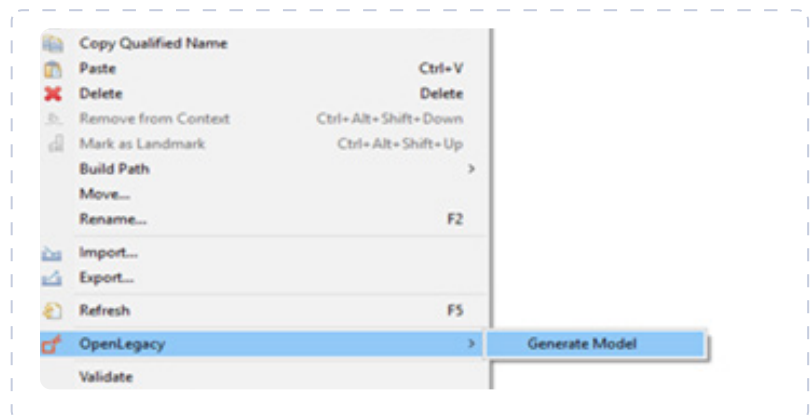 Copy Qualified Name
Paste Ctrl+V
Delete Delete
Remove from Context Ctrl+Alt+Shift+Down
Mark as Landmark Ctrl+Alt+Shift+Up
Build Path >
Move...
Rename... F2
Import...
Export...
Refresh F5
OpenLegacy > Generate Model
Validate